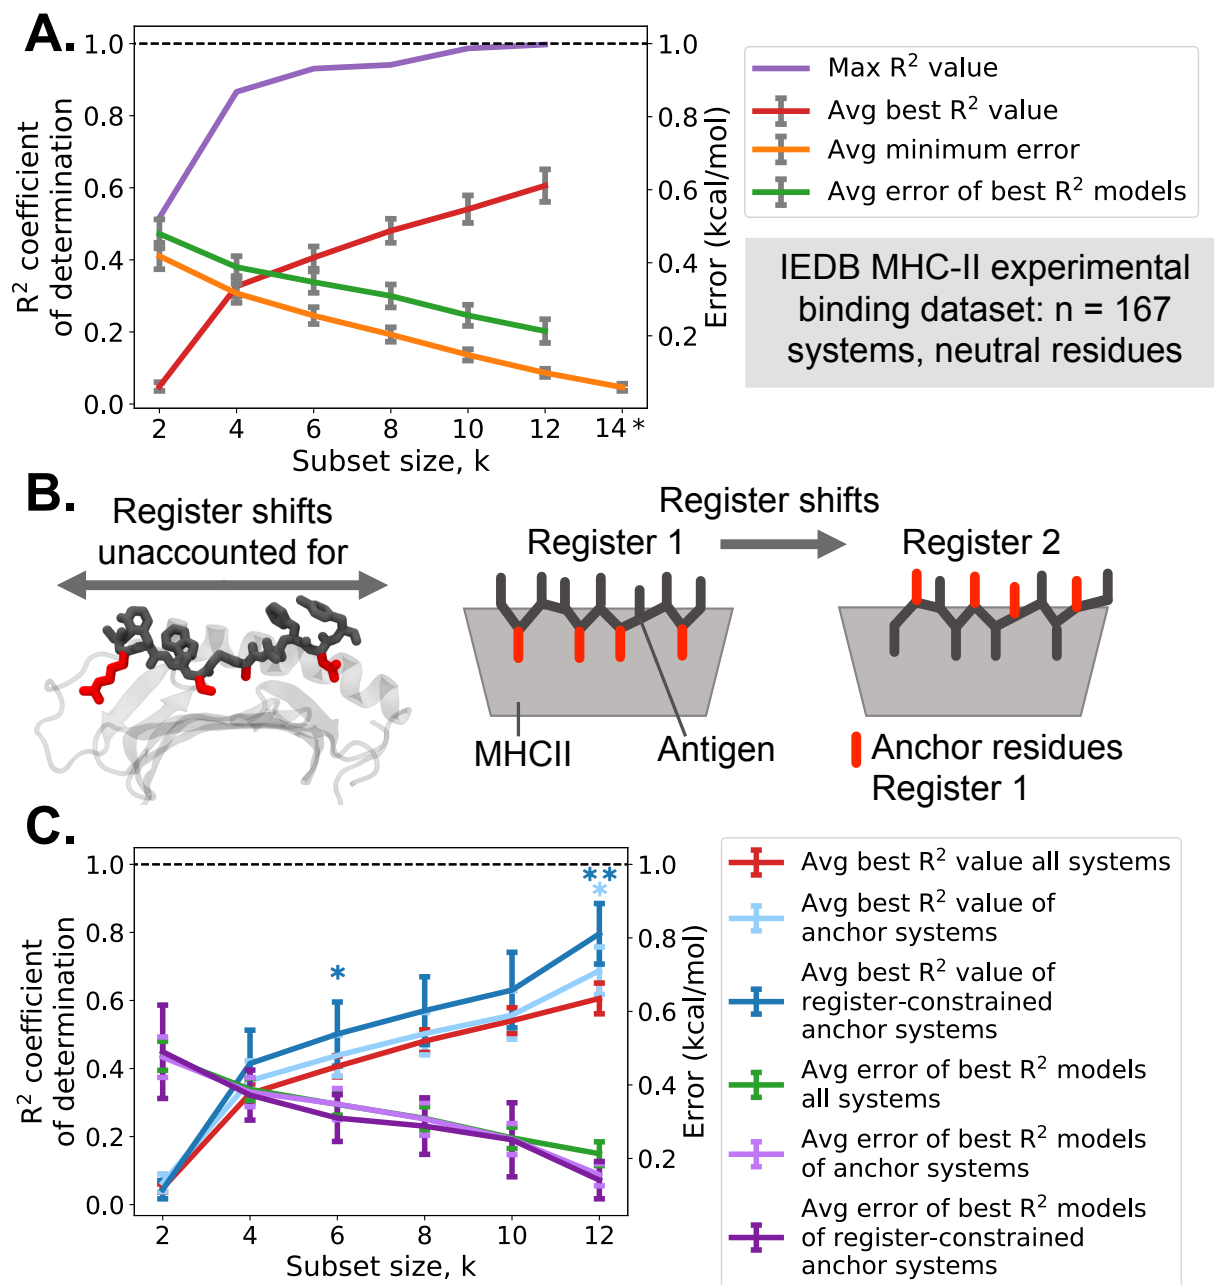 A.
1.0
0.8
0.6
0.4
0.2
0.0
R² coefficient
of determination
2 4 6 8 10 12 14 *
Subset size, k
1.0
0.8
0.6
0.4
0.2
Error (kcal/mol)
Max R² value
Avg best R² value
Avg minimum error
Avg error of best R² models
IEDB MHC-II experimental
binding dataset: n = 167
systems, neutral residues
B.
Register shifts
unaccounted for
Register shifts
Register 1
Register 2
MHCII
Antigen
Anchor residues
Register 1
C.
1.0
0.8
0.6
0.4
0.2
0.0
R² coefficient
of determination
2 4 6 8 10 12
Subset size, k
*
**
*
1.0
0.8
0.6
0.4
0.2
Error (kcal/mol)
Avg best R² value all systems
Avg best R² value of
anchor systems
Avg best R² value of
register-constrained
anchor systems
Avg error of best R² models
all systems
Avg error of best R² models
of anchor systems
Avg error of best R² models
of register-constrained
anchor systems